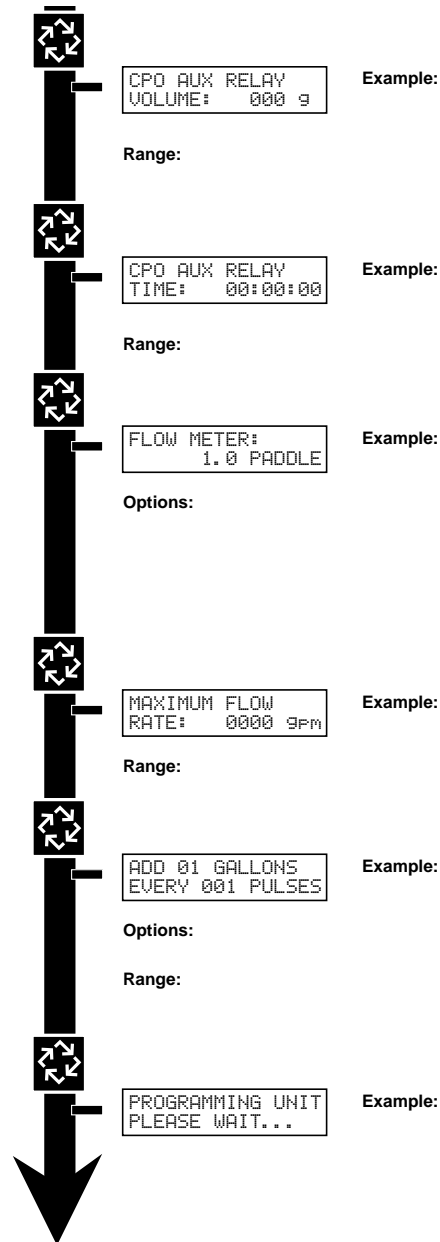 CPO AUX RELAY
VOLUME: 000 g
Example:
Range:
CPO AUX RELAY
TIME: 00:00:00
Example:
Range:
FLOW METER:
1.0 PADDLE
Example:
Options:
MAXIMUM FLOW
RATE: 0000 gpm
Example:
Range:
ADD 01 GALLONS
EVERY 001 PULSES
Example:
Options:
Range:
PROGRAMMING UNIT
PLEASE WAIT...
Example: